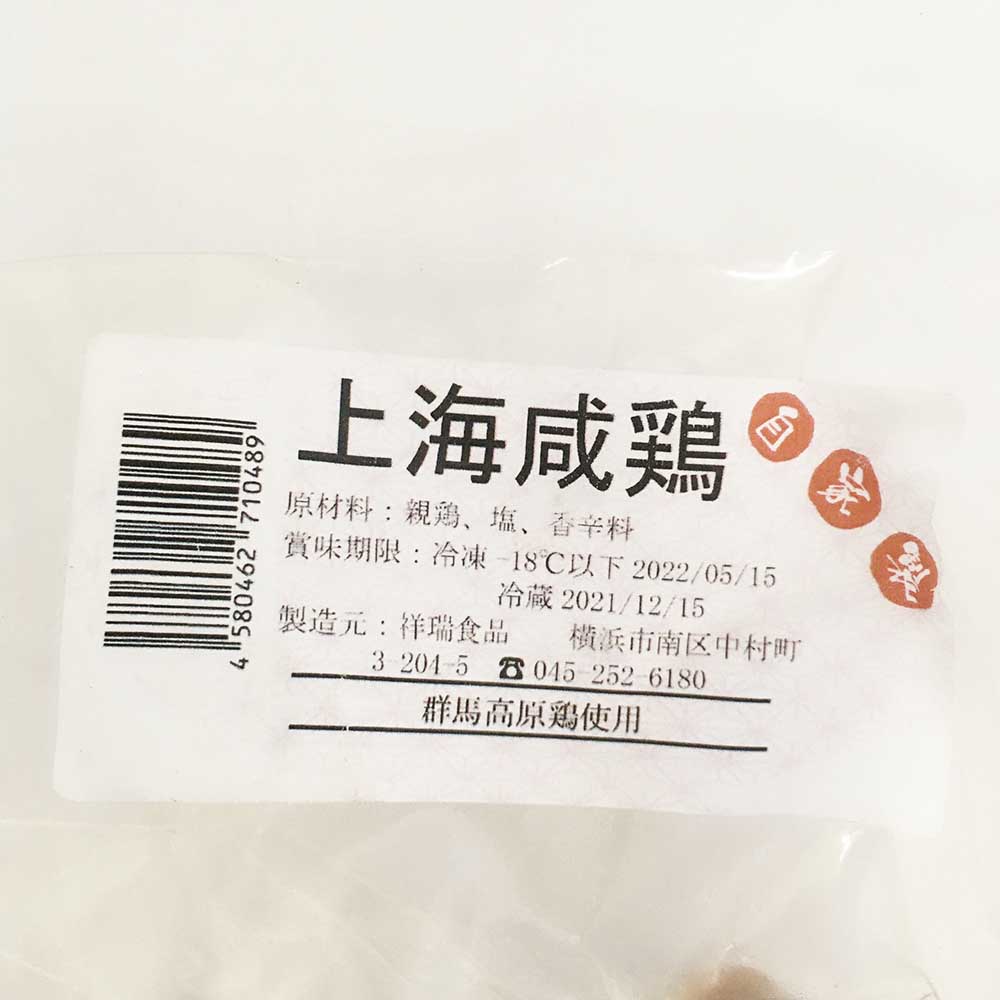 上海咸鶏
原材料：親鶏、塩、香辛料
賞味期限：冷凍 -18℃以下 2022/05/15
冷蔵 2021/12/15
製造元：祥瑞食品 横浜市南区中村町
3-204-5 ☎ 045-252-6180
群馬高原鶏使用
4 580462 710489